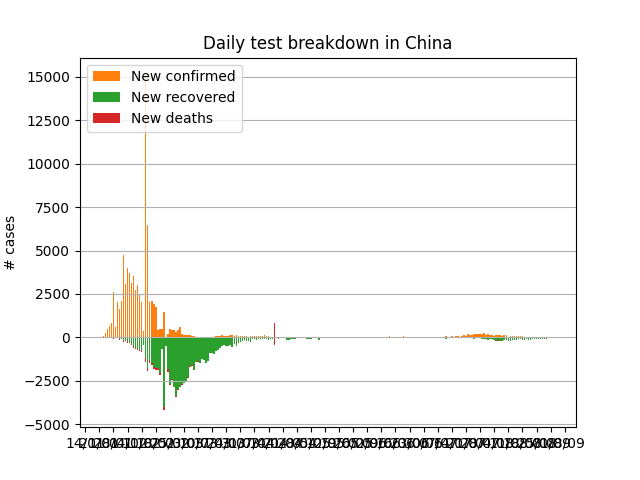 Daily test breakdown in China
New confirmed
New recovered
New deaths
15000
12500
10000
7500
5000
2500
0
−2500
−5000
# cases